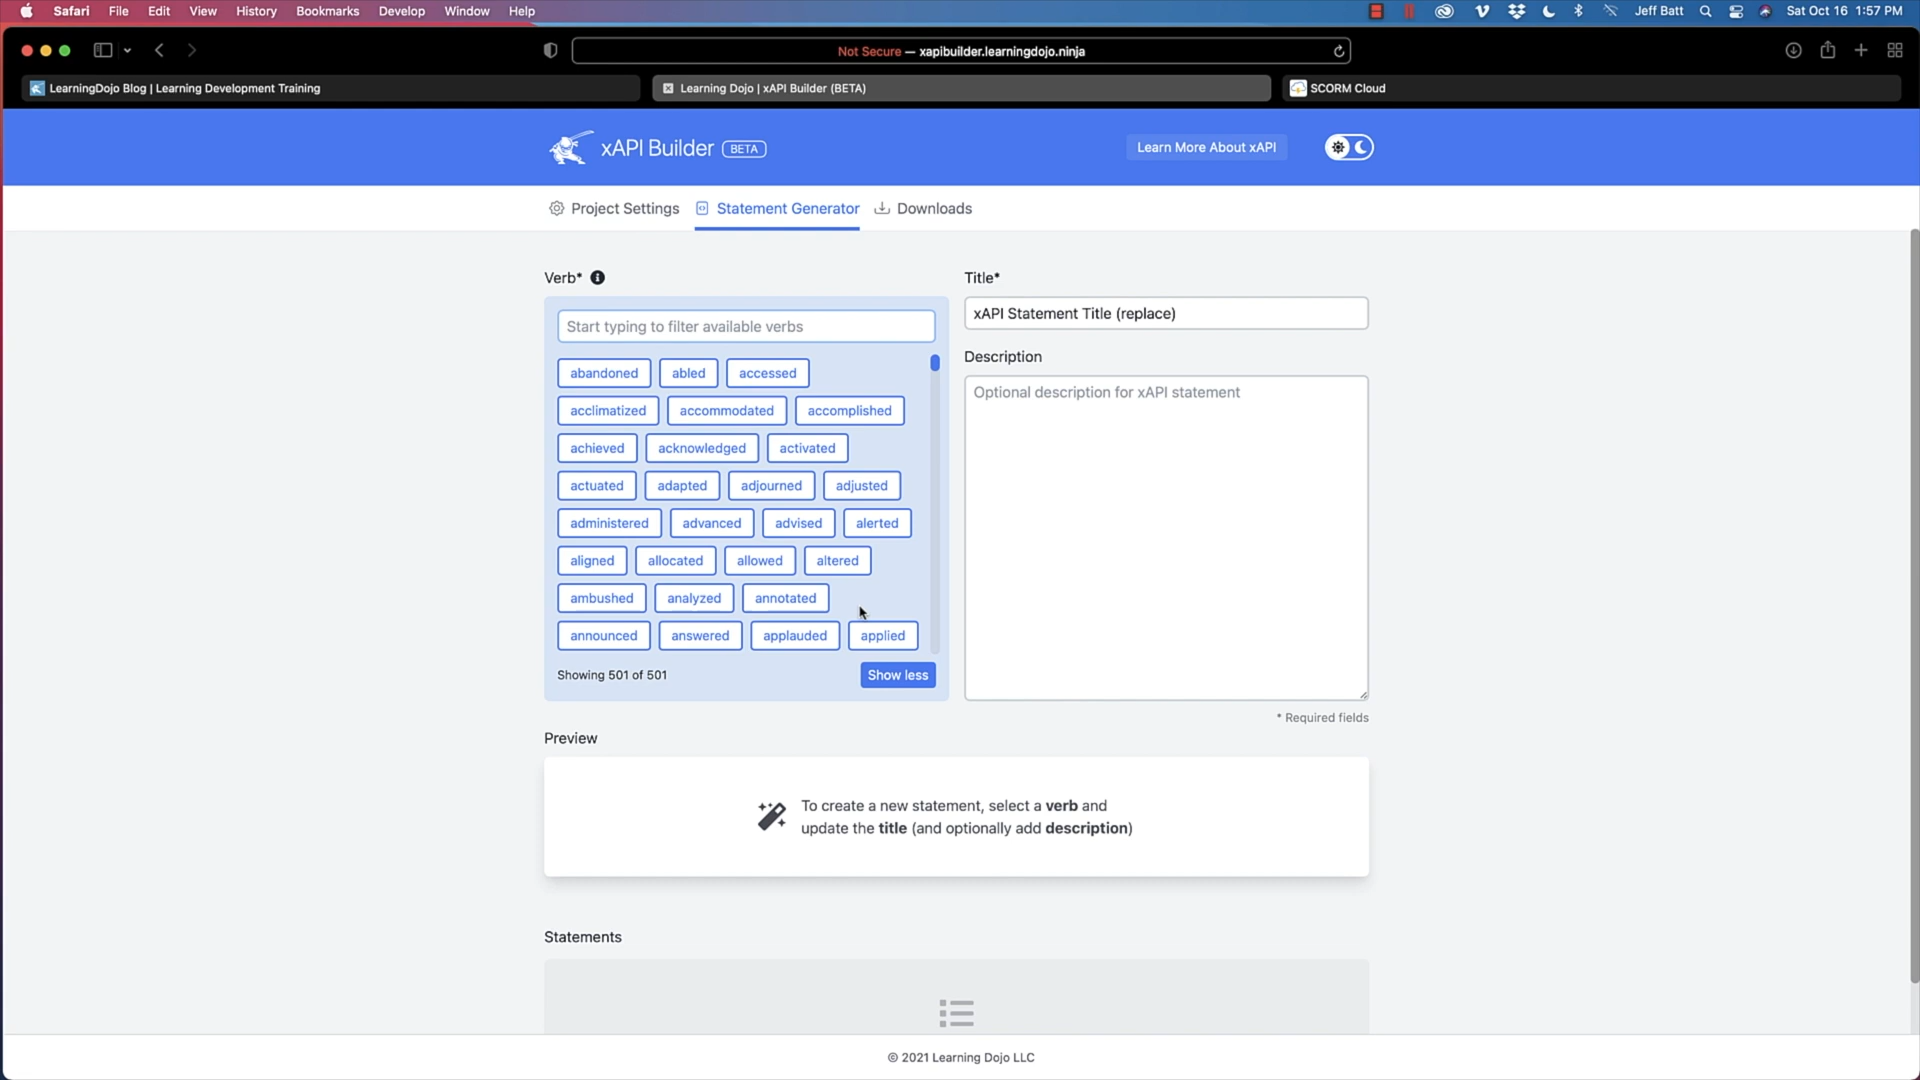 Safari File Edit View History Bookmarks Develop Window Help Jeff Batt Sat Oct 16 1:57 PM
Not Secure — xapibuilder.learningdojo.ninja
LearningDojo Blog | Learning Development Training Learning Dojo | xAPI Builder (BETA) SCORM Cloud
xAPI Builder BETA Learn More About xAPI
Project Settings Statement Generator Downloads
Verb*
Start typing to filter available verbs
abandoned abled accessed
acclimatized accommodated accomplished
achieved acknowledged activated
actuated adapted adjourned adjusted
administered advanced advised alerted
aligned allocated allowed altered
ambushed analyzed annotated
announced answered applauded applied
Showing 501 of 501 Show less
Title*
xAPI Statement Title (replace)
Description
Optional description for xAPI statement
* Required fields
Preview
To create a new statement, select a verb and
update the title (and optionally add description)
Statements
© 2021 Learning Dojo LLC